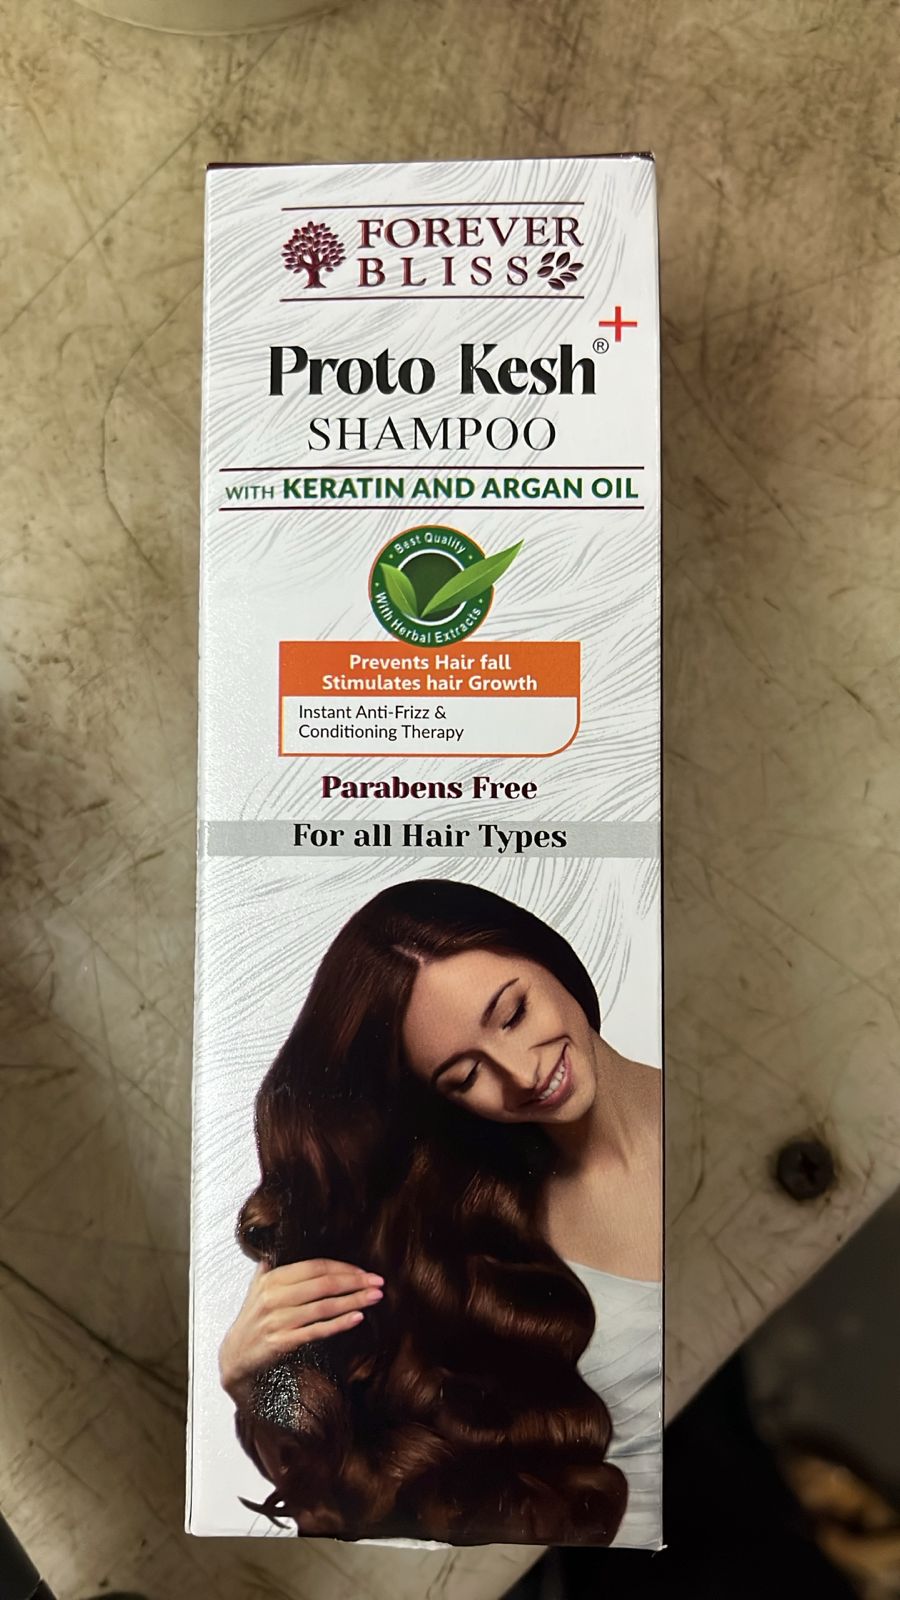 FOREVER
BLISS
Proto Kesh®+
SHAMPOO
WITH KERATIN AND ARGAN OIL
Best Quality
With Herbal Extracts
Prevents Hair fall
Stimulates hair Growth
Instant Anti-Frizz &
Conditioning Therapy
Parabens Free
For all Hair Types